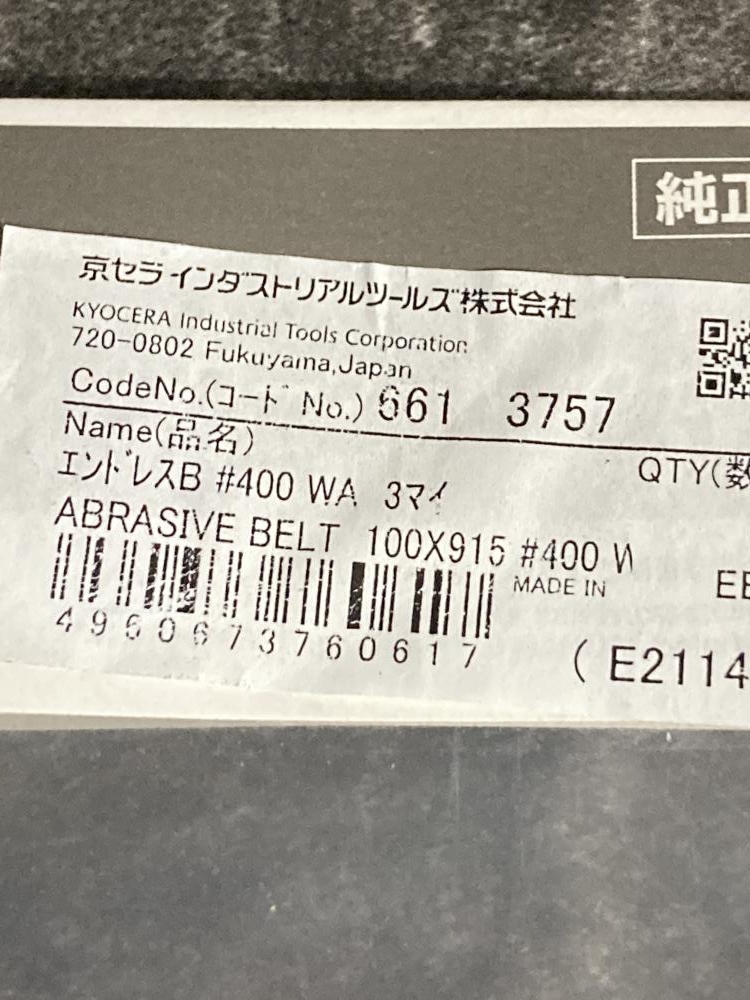 純正
京セラインダストリアルツールズ株式会社
KYOCERA Industrial Tools Corporation
720-0802 Fukuyama,Japan
CodeNo.(コードNo.) 661 3757
Name(品名)
QTY(数
エンドレスB #400 WA 3マイ
ABRASIVE BELT 100X915 #400 W
MADE IN
4960673760617
(E2114